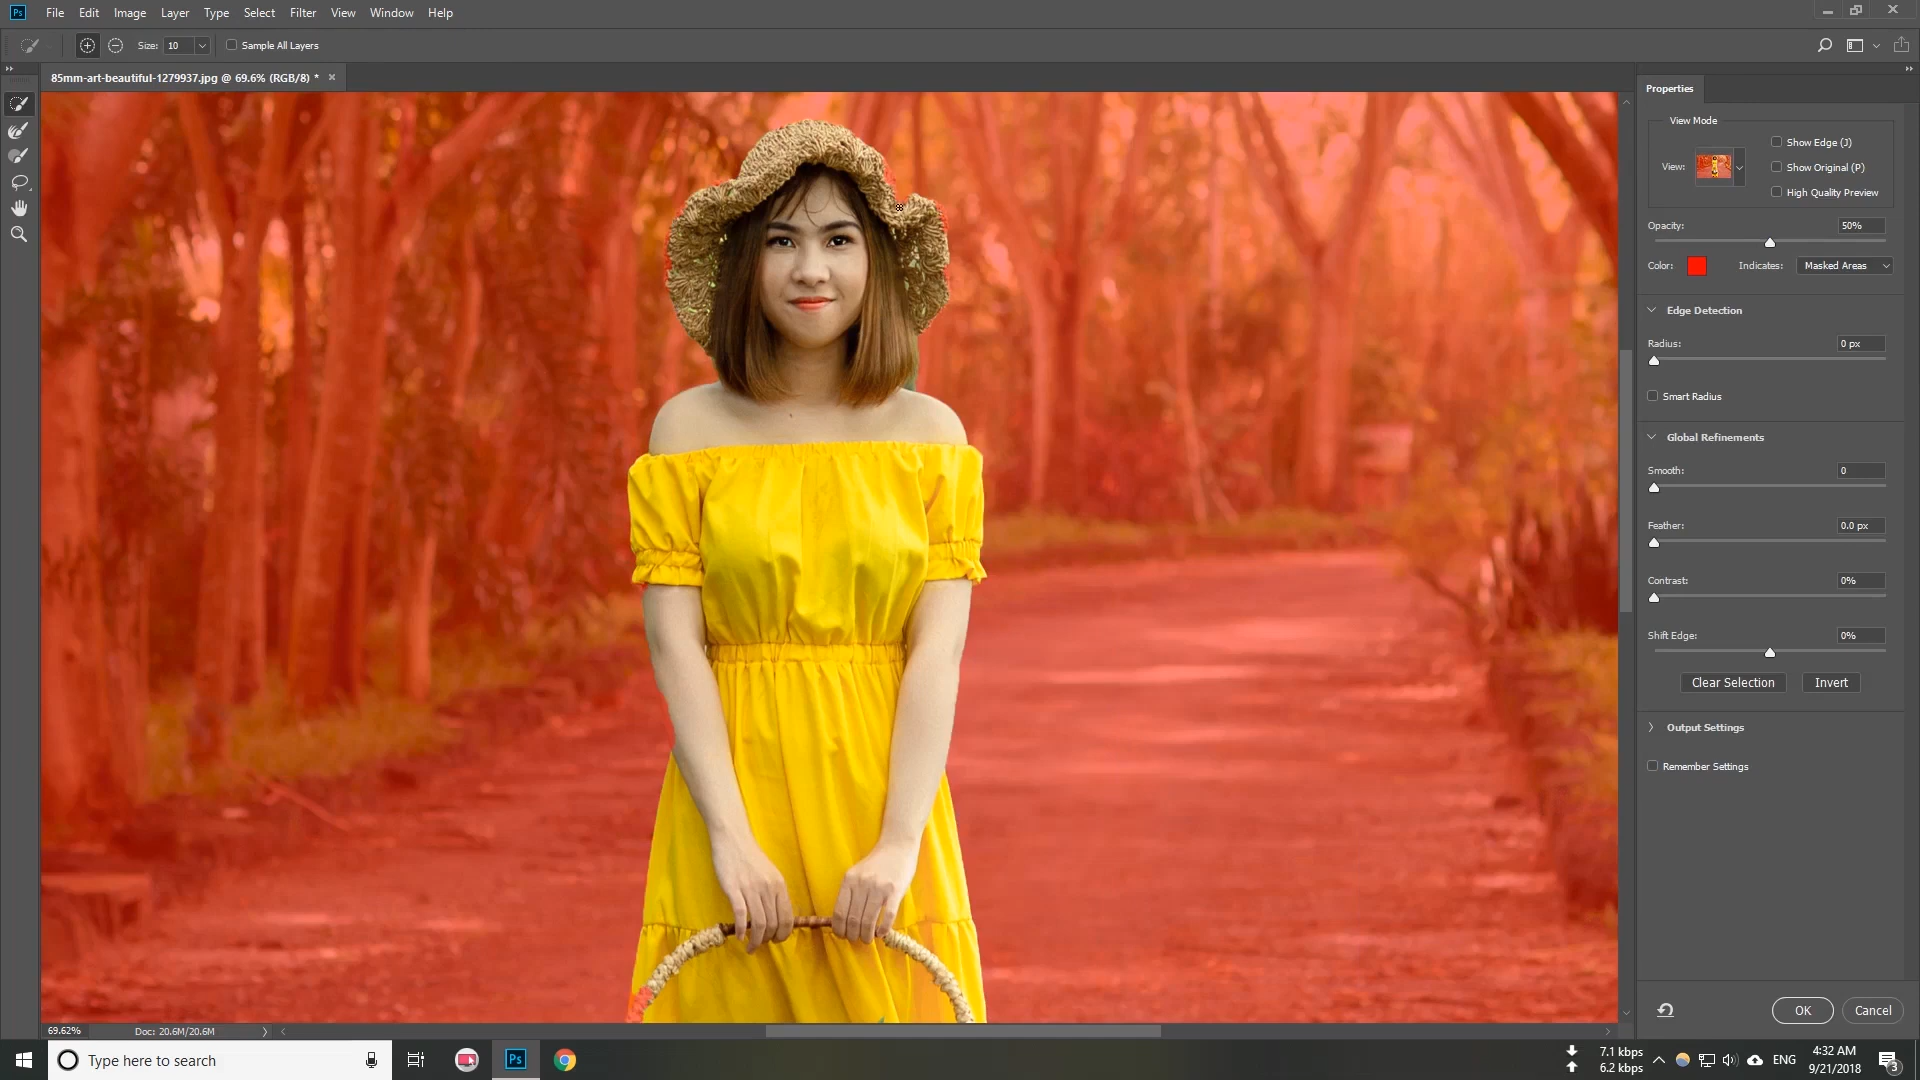 Ps File Edit Image Layer Type Select Filter View Window Help
Size: 10 Sample All Layers
85mm-art-beautiful-1279937.jpg @ 69.6% (RGB/8) * ×
Properties
View Mode
Show Edge (J)
View:
Show Original (P)
High Quality Preview
Opacity: 50%
Color: Indicates: Masked Areas
Edge Detection
Radius: 0 px
Smart Radius
Global Refinements
Smooth: 0
Feather: 0.0 px
Contrast: 0%
Shift Edge: 0%
Clear Selection Invert
Output Settings
Remember Settings
OK Cancel
69.62% Doc: 20.6M/20.6M
Type here to search
Ps
7.1 kbps
6.2 kbps
ENG
4:32 AM
9/21/2018
3